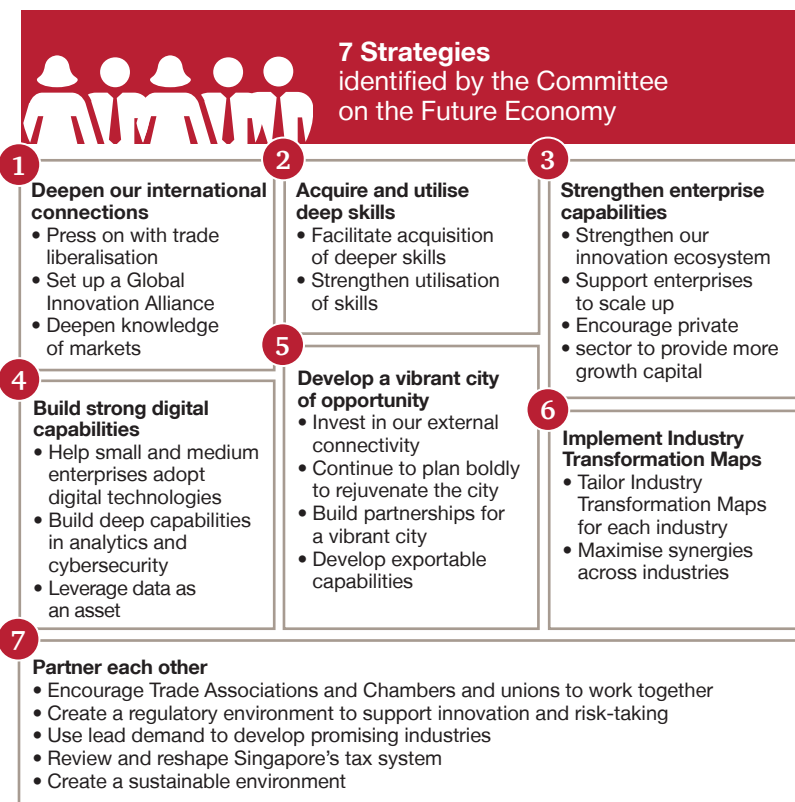 7 Strategies
identified by the Committee
on the Future Economy
1
Deepen our international
connections
• Press on with trade
liberalisation
• Set up a Global
Innovation Alliance
• Deepen knowledge
of markets
2
Acquire and utilise
deep skills
• Facilitate acquisition
of deeper skills
• Strengthen utilisation
of skills
3
Strengthen enterprise
capabilities
• Strengthen our
innovation ecosystem
• Support enterprises
to scale up
• Encourage private
• sector to provide more
growth capital
4
Build strong digital
capabilities
• Help small and medium
enterprises adopt
digital technologies
• Build deep capabilities
in analytics and
cybersecurity
• Leverage data as
an asset
5
Develop a vibrant city
of opportunity
• Invest in our external
connectivity
• Continue to plan boldly
to rejuvenate the city
• Build partnerships for
a vibrant city
• Develop exportable
capabilities
6
Implement Industry
Transformation Maps
• Tailor Industry
Transformation Maps
for each industry
• Maximise synergies
across industries
7
Partner each other
• Encourage Trade Associations and Chambers and unions to work together
• Create a regulatory environment to support innovation and risk-taking
• Use lead demand to develop promising industries
• Review and reshape Singapore's tax system
• Create a sustainable environment